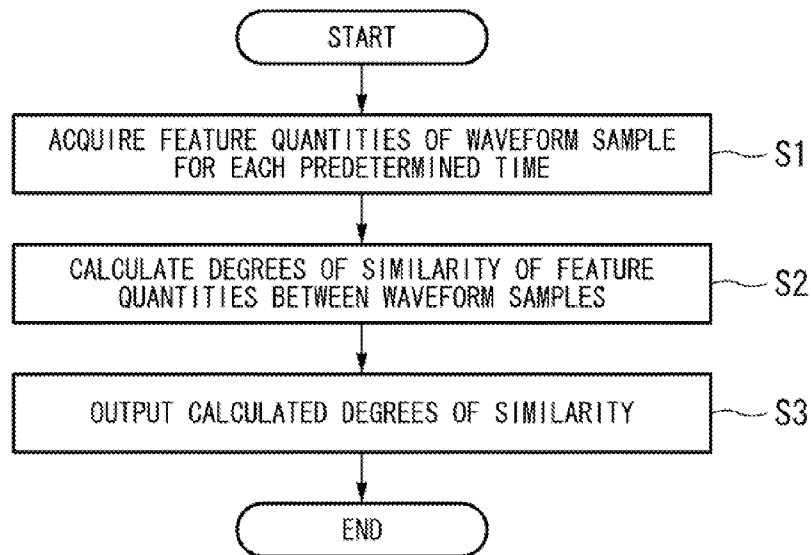 START
ACQUIRE FEATURE QUANTITIES OF WAVEFORM SAMPLE
FOR EACH PREDETERMINED TIME
S1
CALCULATE DEGREES OF SIMILARITY OF FEATURE
QUANTITIES BETWEEN WAVEFORM SAMPLES
S2
OUTPUT CALCULATED DEGREES OF SIMILARITY
S3
END